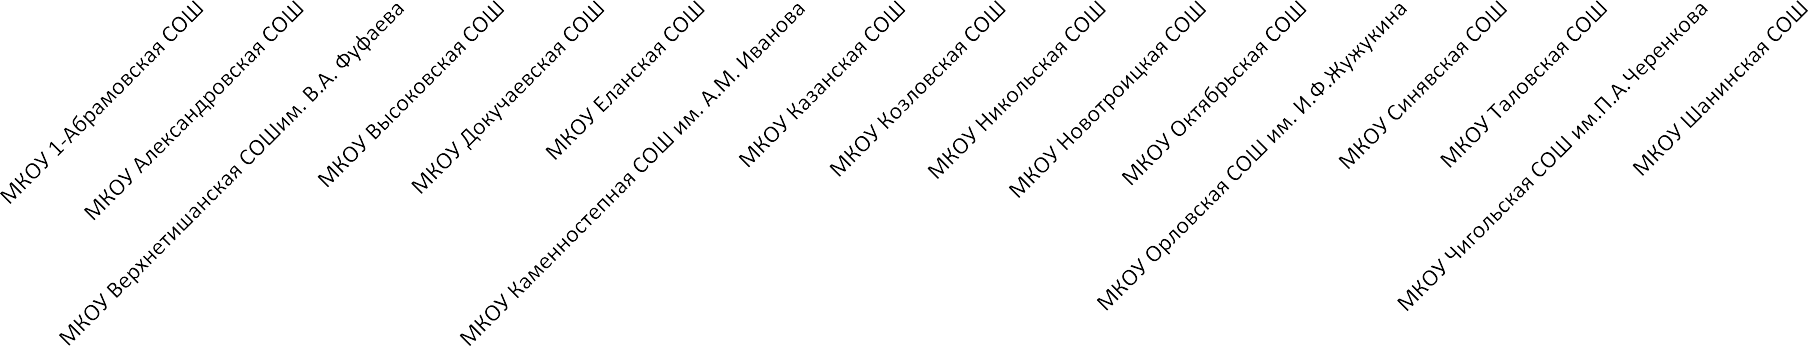 МКОУ 1-Абрамовская СОШ
МКОУ Александровская СОШ
МКОУ Верхнетишанская СОШим. В.А. Фуфаева
МКОУ Высоковская СОШ
МКОУ Докучаевская СОШ
МКОУ Еланская СОШ
МКОУ Каменностепная СОШ им. А.М. Иванова
МКОУ Казанская СОШ
МКОУ Козловская СОШ
МКОУ Никольская СОШ
МКОУ Новотроицкая СОШ
МКОУ Октябрьская СОШ
МКОУ Орловская СОШ им. И.Ф.Жужукина
МКОУ Синявская СОШ
МКОУ Таловская СОШ
МКОУ Чигольская СОШ им.П.А.Черенкова
МКОУ Шанинская СОШ